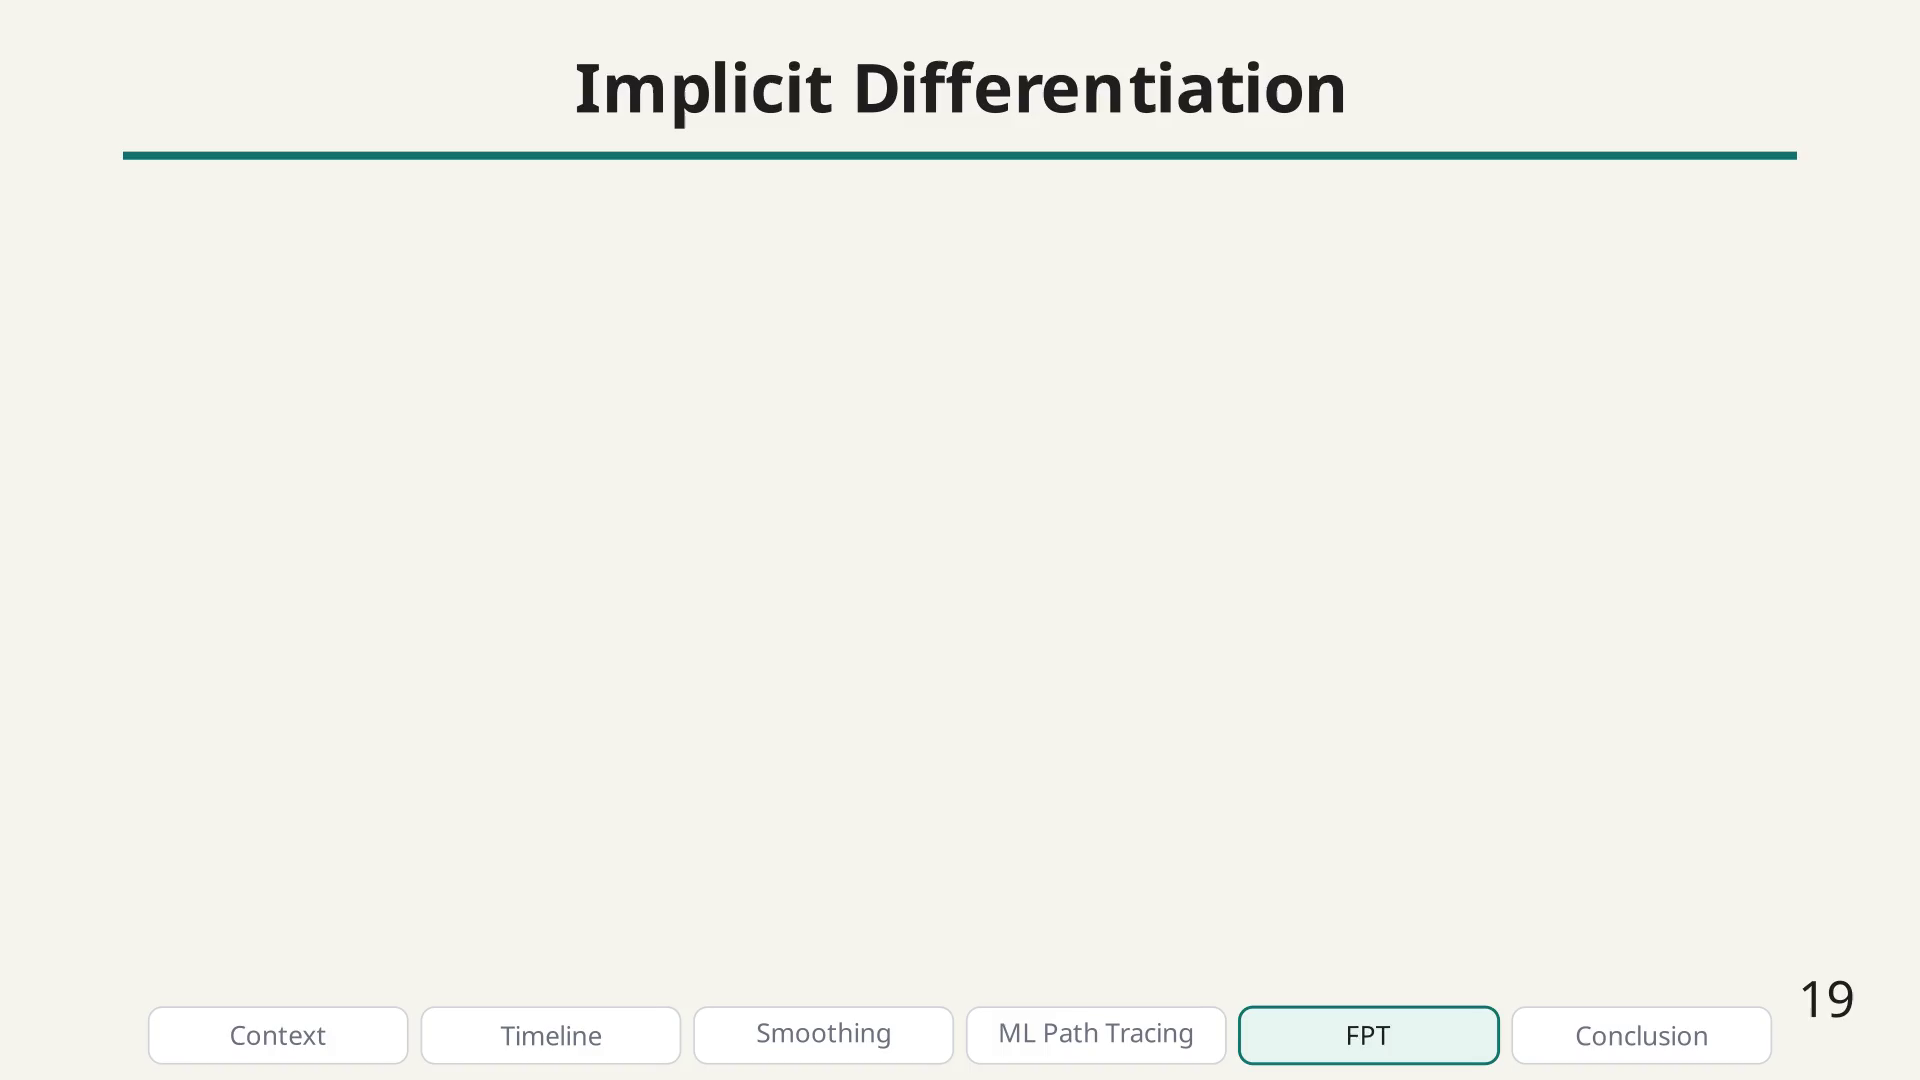 Implicit Differentiation
19
Context
Timeline
Smoothing
ML Path Tracing
FPT
Conclusion